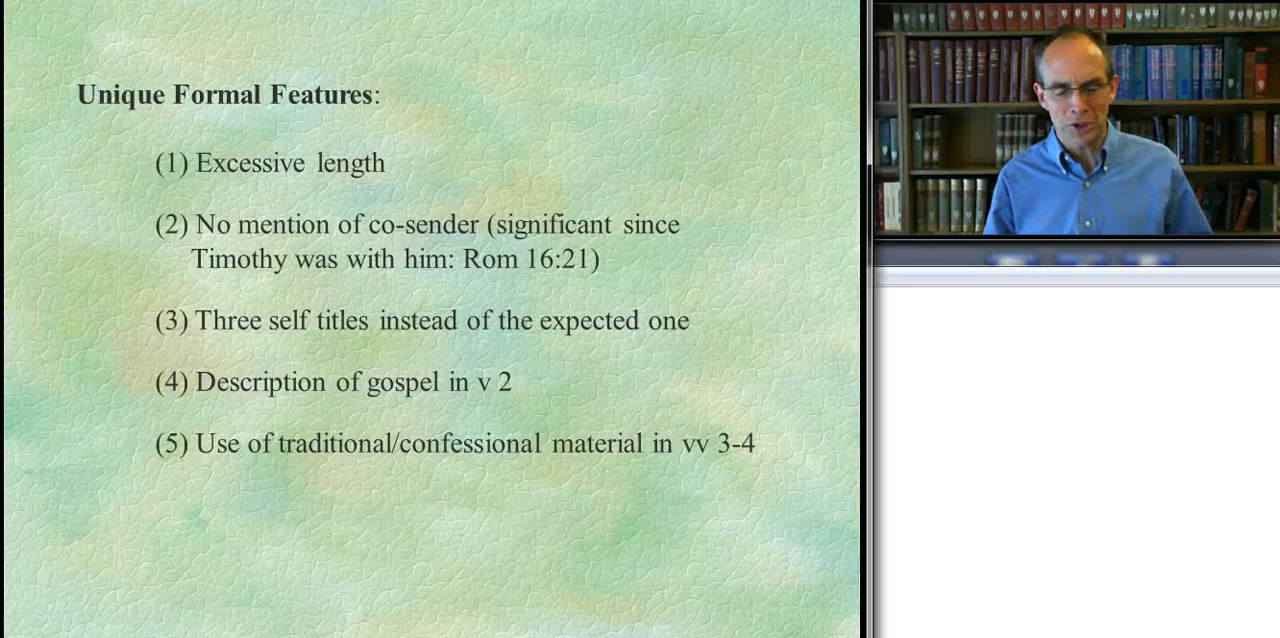 Unique Formal Features:
(1) Excessive length
(2) No mention of co-sender (significant since
Timothy was with him: Rom 16:21)
(3) Three self titles instead of the expected one
(4) Description of gospel in v 2
(5) Use of traditional/confessional material in vv 3-4